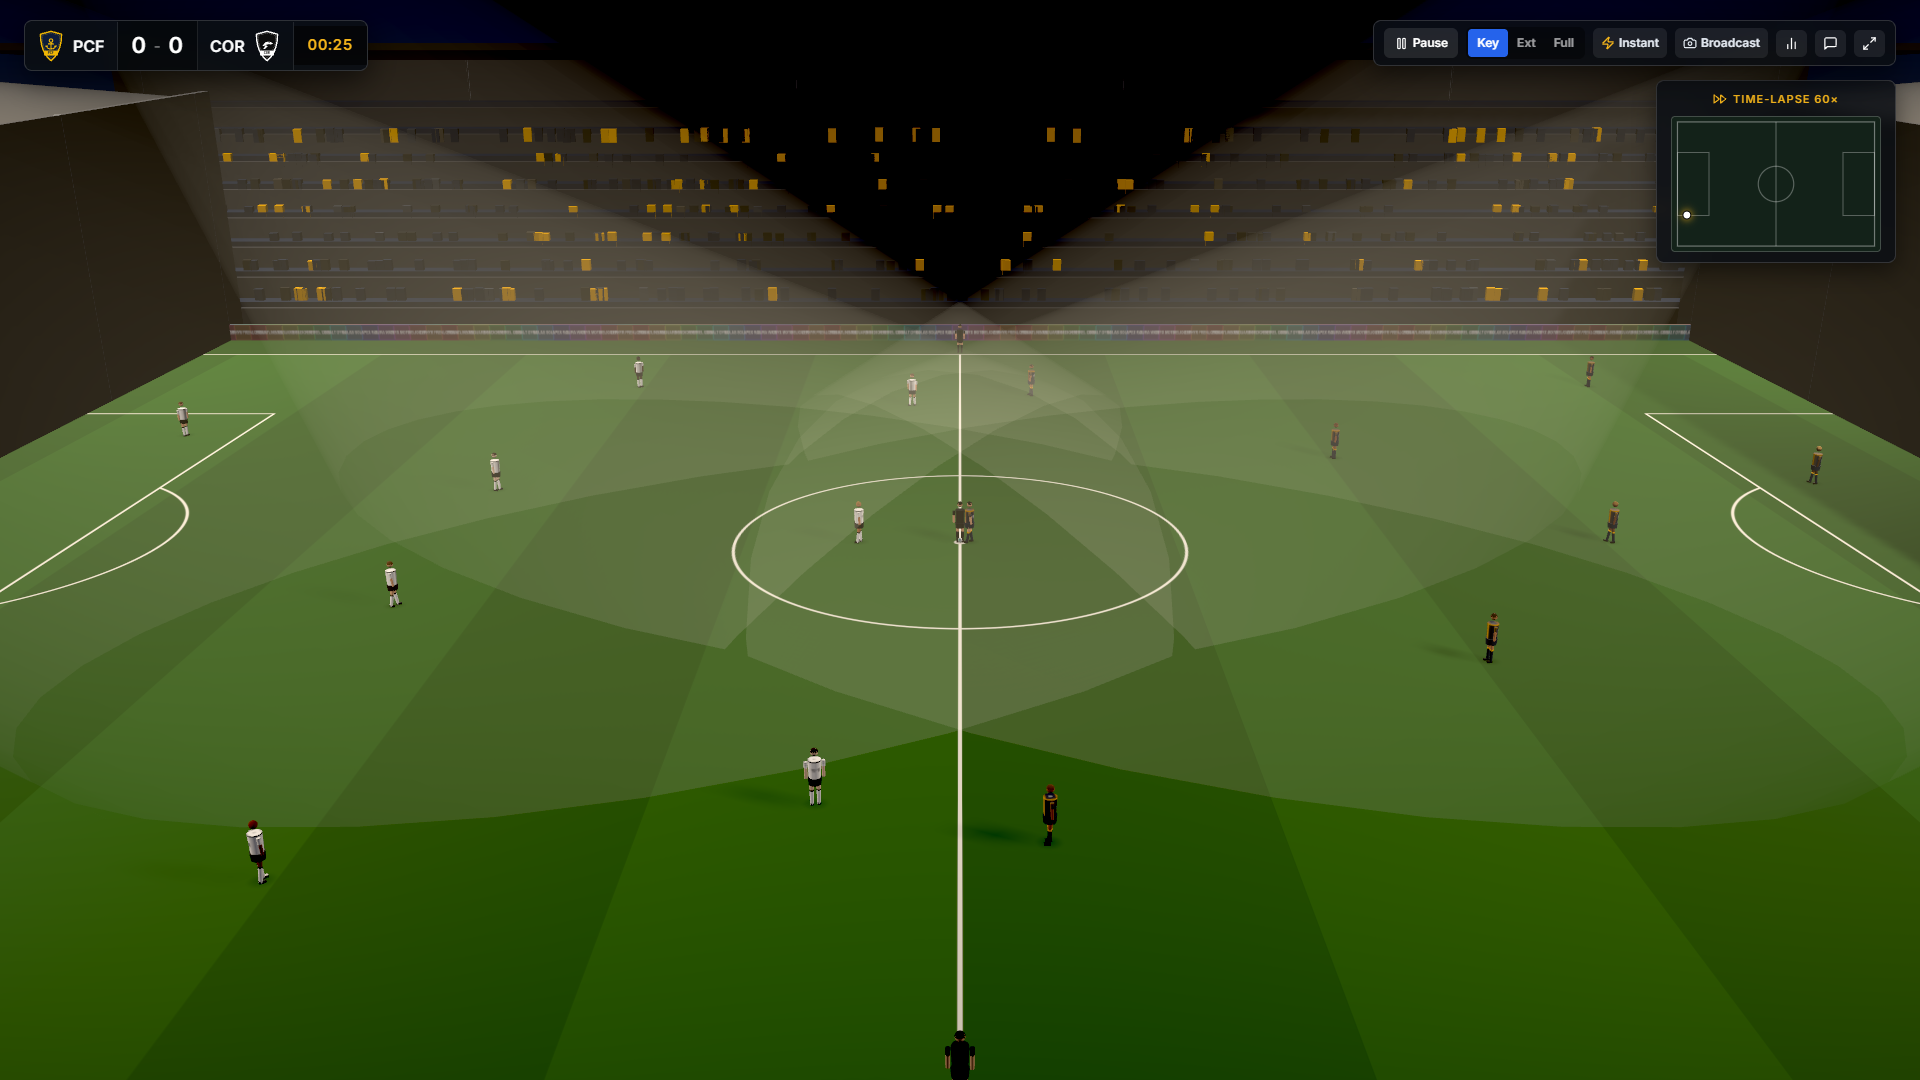 PCF 0 - 0 COR 00:25
Pause Key Ext Full Instant Broadcast
TIME-LAPSE 60×